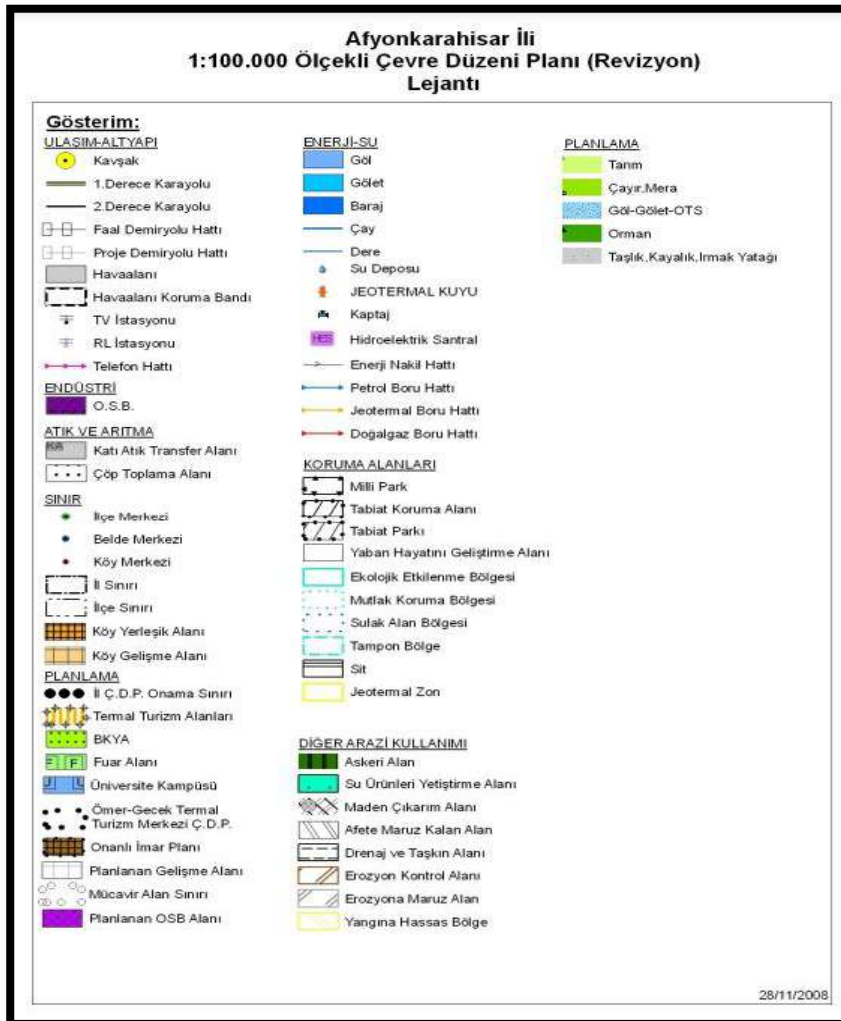 Afyonkarahisar İli
1:100.000 Ölçekli Çevre Düzeni Planı (Revizyon)
Lejantı
Gösterim:
ULASIM-ALTYAPI
Kavşak
1.Derece Karayolu
2.Derece Karayolu
Faal Demiryolu Hattı
Proje Demiryolu Hattı
Havaalanı
Havaalanı Koruma Bandı
TV İstasyonu
RL İstasyonu
Telefon Hattı
ENDÜSTRİ
O.S.B.
ATIK VE ARITMA
KA
Katı Atık Transfer Alanı
Çöp Toplama Alanı
SINIR
İlçe Merkezi
Belde Merkezi
Köy Merkezi
İl Sınırı
İlçe Sınırı
Köy Yerleşik Alanı
Köy Gelişme Alanı
PLANLAMA
İl Ç.D.P. Onama Sınırı
Termal Turizm Alanları
BKYA
F F Fuar Alanı
Üniversite Kampüsü
Ömer-Gecek Termal
Turizm Merkezi Ç.D.P.
Onanlı İmar Planı
Planlanan Gelişme Alanı
Mücavir Alan Sınırı
Planlanan OSB Alanı
ENERJİ-SU
Göl
Gölet
Baraj
Çay
Dere
Su Deposu
JEOTERMAL KUYU
Kaptaj
HES Hidroelektrik Santral
Enerji Nakil Hattı
Petrol Boru Hattı
Jeotermal Boru Hattı
Doğalgaz Boru Hattı
KORUMA ALANLARI
Milli Park
Tabiat Koruma Alanı
Tabiat Parkı
Yaban Hayatını Geliştirme Alanı
Ekolojik Etkilenme Bölgesi
Mutlak Koruma Bölgesi
Sulak Alan Bölgesi
Tampon Bölge
Sit
Jeotermal Zon
DİĞER ARAZİ KULLANIMI
Askeri Alan
Su Ürünleri Yetiştirme Alanı
Maden Çıkarım Alanı
Afete Maruz Kalan Alan
Drenaj ve Taşkın Alanı
Erozyon Kontrol Alanı
Erozyona Maruz Alan
Yangına Hassas Bölge
PLANLAMA
Tarım
Çayır,Mera
Göl-Gölet-OTS
Orman
Taşlık,Kayalık,Irmak Yatağı
28/11/2008